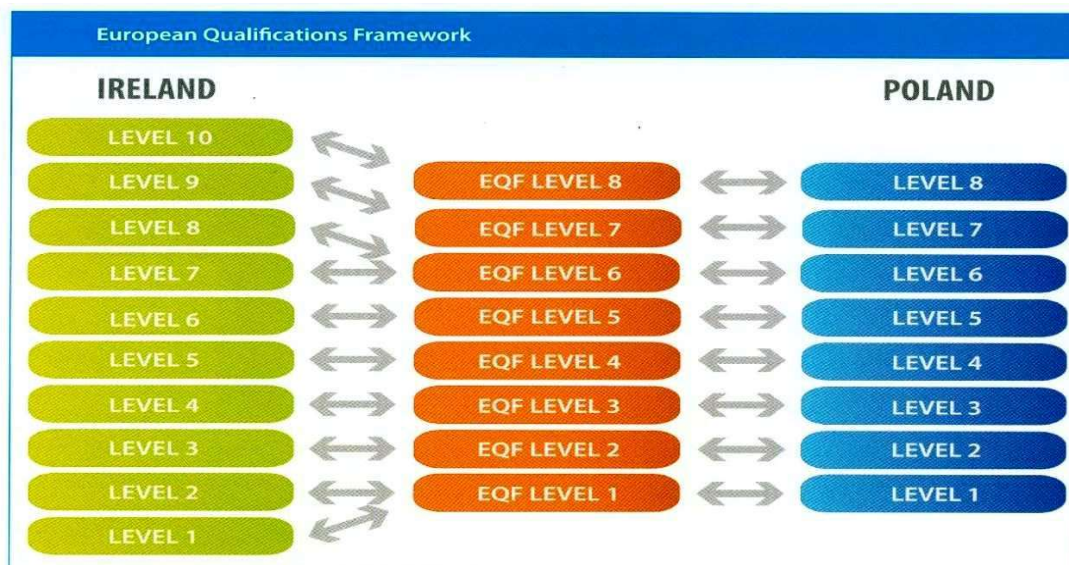 European Qualifications Framework
IRELAND
POLAND
LEVEL 10
LEVEL 9
EQF LEVEL 8
LEVEL 8
LEVEL 8
EQF LEVEL 7
LEVEL 7
LEVEL 7
EQF LEVEL 6
LEVEL 6
LEVEL 6
EQF LEVEL 5
LEVEL 5
LEVEL 5
EQF LEVEL 4
LEVEL 4
LEVEL 4
EQF LEVEL 3
LEVEL 3
LEVEL 3
EQF LEVEL 2
LEVEL 2
LEVEL 2
EQF LEVEL 1
LEVEL 1
LEVEL 1